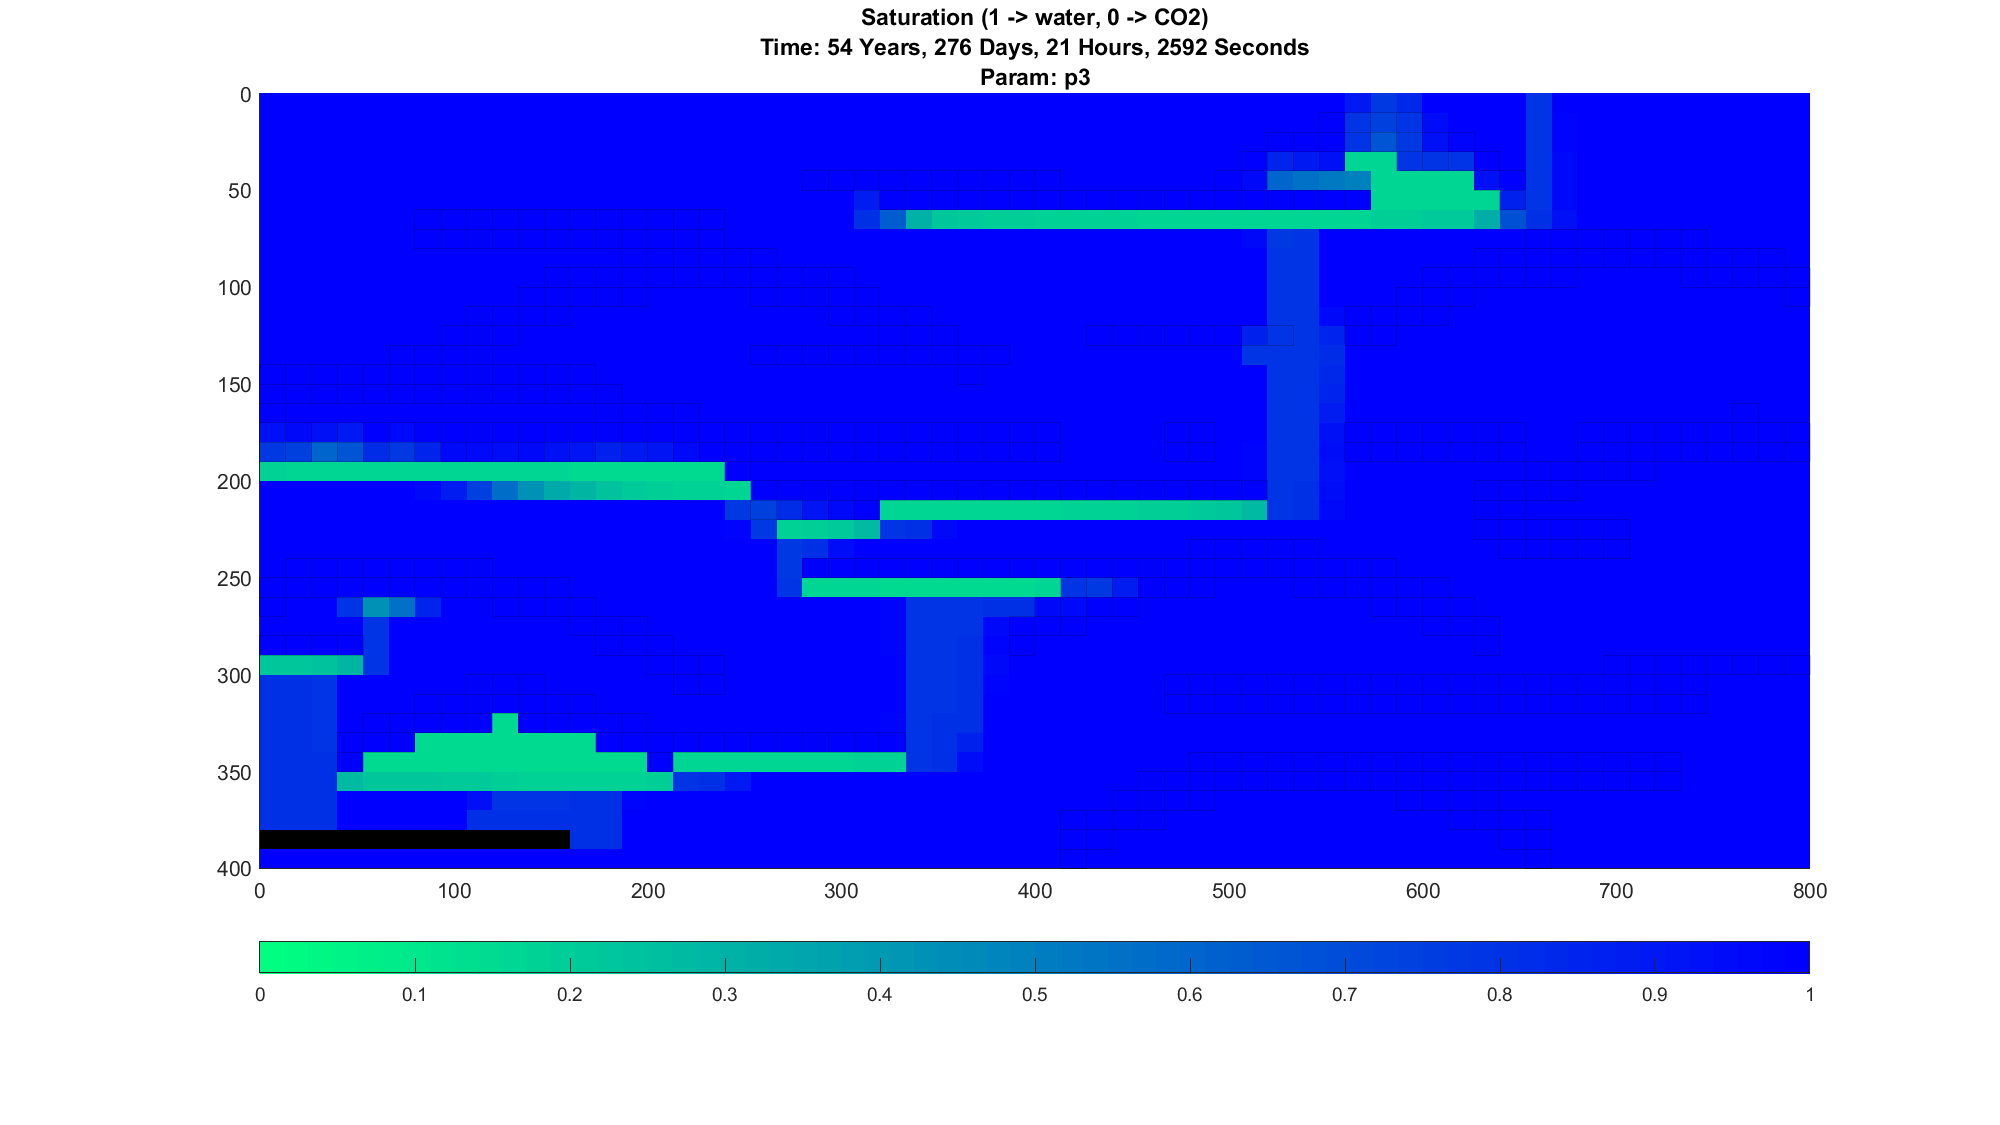 Saturation (1 -> water, 0 -> CO2)
Time: 54 Years, 276 Days, 21 Hours, 2592 Seconds
Param: p3
0
50
100
150
200
250
300
350
400
0 100 200 300 400 500 600 700 800
0 0.1 0.2 0.3 0.4 0.5 0.6 0.7 0.8 0.9 1